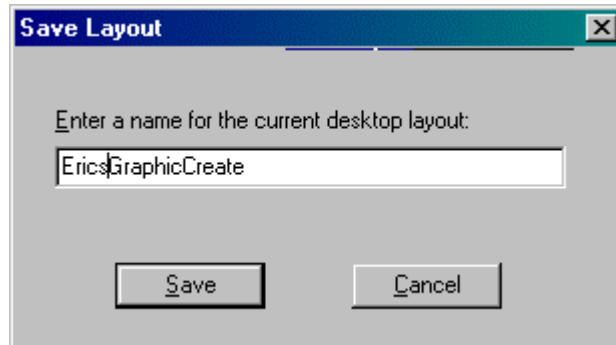 Save Layout
Enter a name for the current desktop layout:
EricsGraphicCreate
Save
Cancel